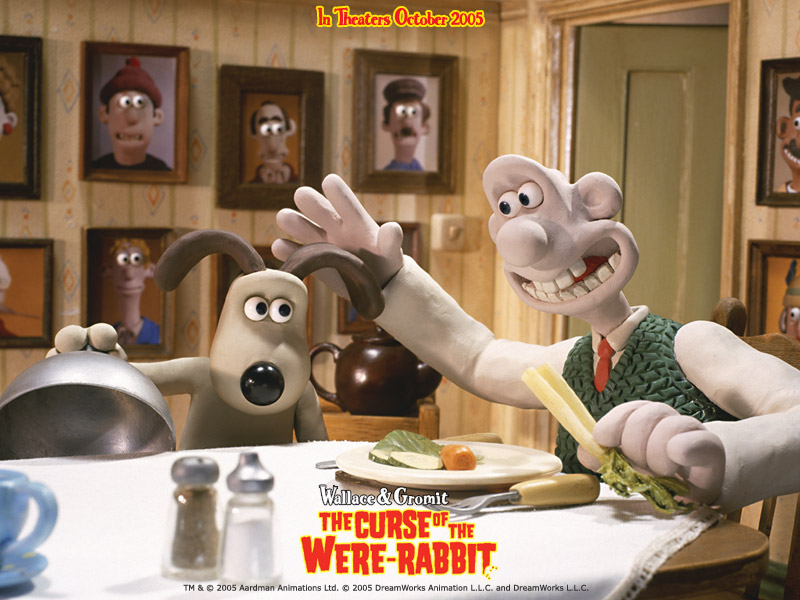 In Theaters October 2005
Wallace & Gromit
THE CURSE OF THE
WERE-RABBIT
TM & © 2005 Aardman Animations Ltd. © 2005 DreamWorks Animation L.L.C. and DreamWorks L.L.C.